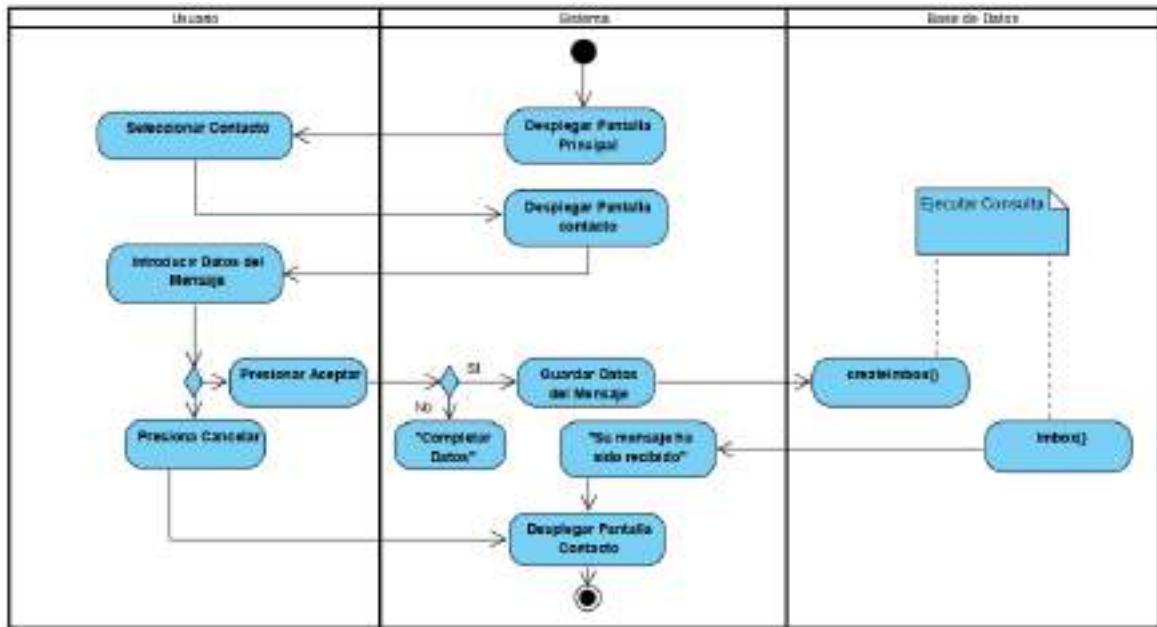 Usuario
Sistema
Base de Datos
Seleccionar Contacto
Desplegar Pantalla
Principal
Desplegar Pantalla
contacto
Ejecutar Consulta
Introducir Datos del
Mensaje
Presionar Aceptar
Si
Guardar Datos
del Mensaje
createImbox()
No
Presiona Cancelar
"Completar
Datos"
"Su mensaje ha
sido recibido"
Imbox()
Desplegar Pantalla
Contacto